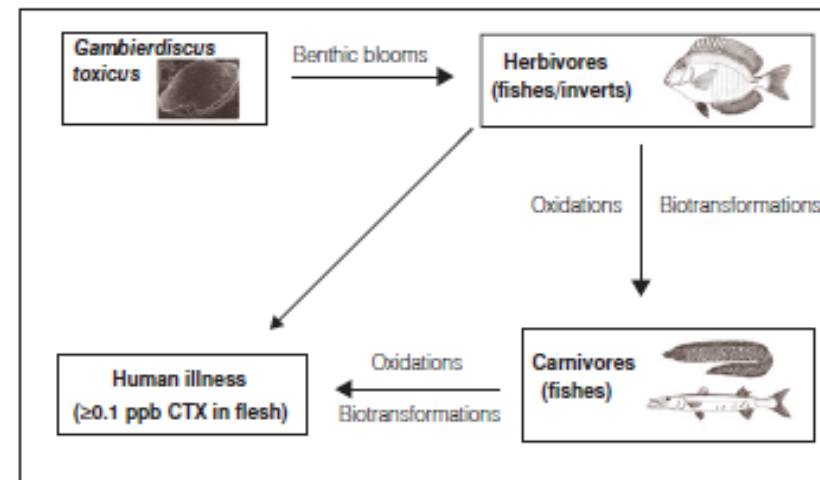 Gambierdiscus
toxicus
Benthic blooms
Herbivores
(fishes/inverts)
Oxidations
Biotransformations
Carnivores
(fishes)
Oxidations
Biotransformations
Human illness
(≥0.1 ppb CTX in flesh)